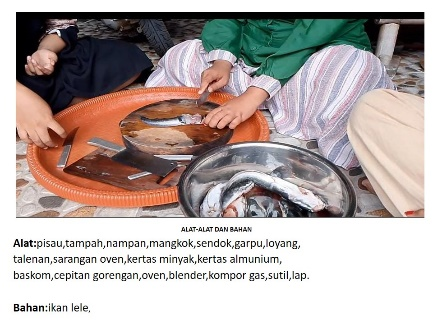 ALAT-ALAT DAN BAHAN
Alat:pisau,tampah,nampan,mangkok,sendok,garpu,loyang,
talenan,sarangan oven,kertas minyak,kertas almunium,
baskom,cepitan gorengan,oven,blender,kompor gas,sutil,lap.
Bahan:ikan lele,